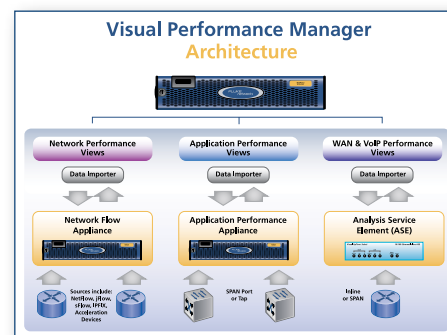 Visual Performance Manager
Architecture
FLUKE networks
Network Performance
Views
Application Performance
Views
WAN & VoIP Performance
Views
Data Importer
Data Importer
Data Importer
Network Flow
Appliance
Application Performance
Appliance
Analysis Service
Element (ASE)
Sources include:
NetFlow, jFlow,
sFlow, IPFIX,
Acceleration
Devices
SPAN Port
or Tap
Inline
or SPAN